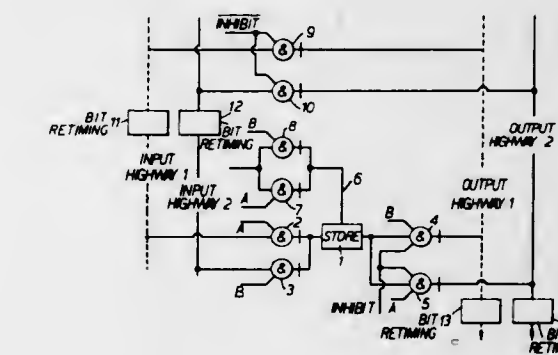 INHIBIT
9
&
&
10
BIT RETIMING 11
12
BIT RETIMING
B
8
&
INPUT HIGHWAY 1
INPUT HIGHWAY 2
OUTPUT HIGHWAY 2
OUTPUT HIGHWAY 1
6
A
&
7
A
2
&
STORE
1
B
4
&
&
3
B
INHIBIT
A
&
5
BIT 13
RETIMING